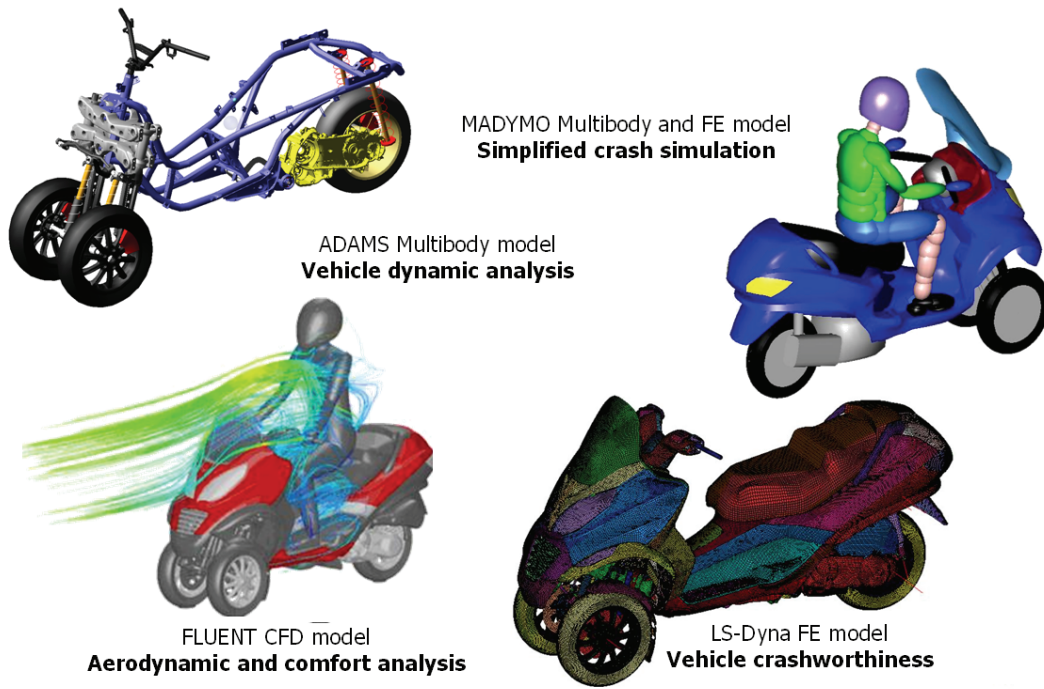 MADYMO Multibody and FE model
Simplified crash simulation
ADAMS Multibody model
Vehicle dynamic analysis
FLUENT CFD model
Aerodynamic and comfort analysis
LS-Dyna FE model
Vehicle crashworthiness